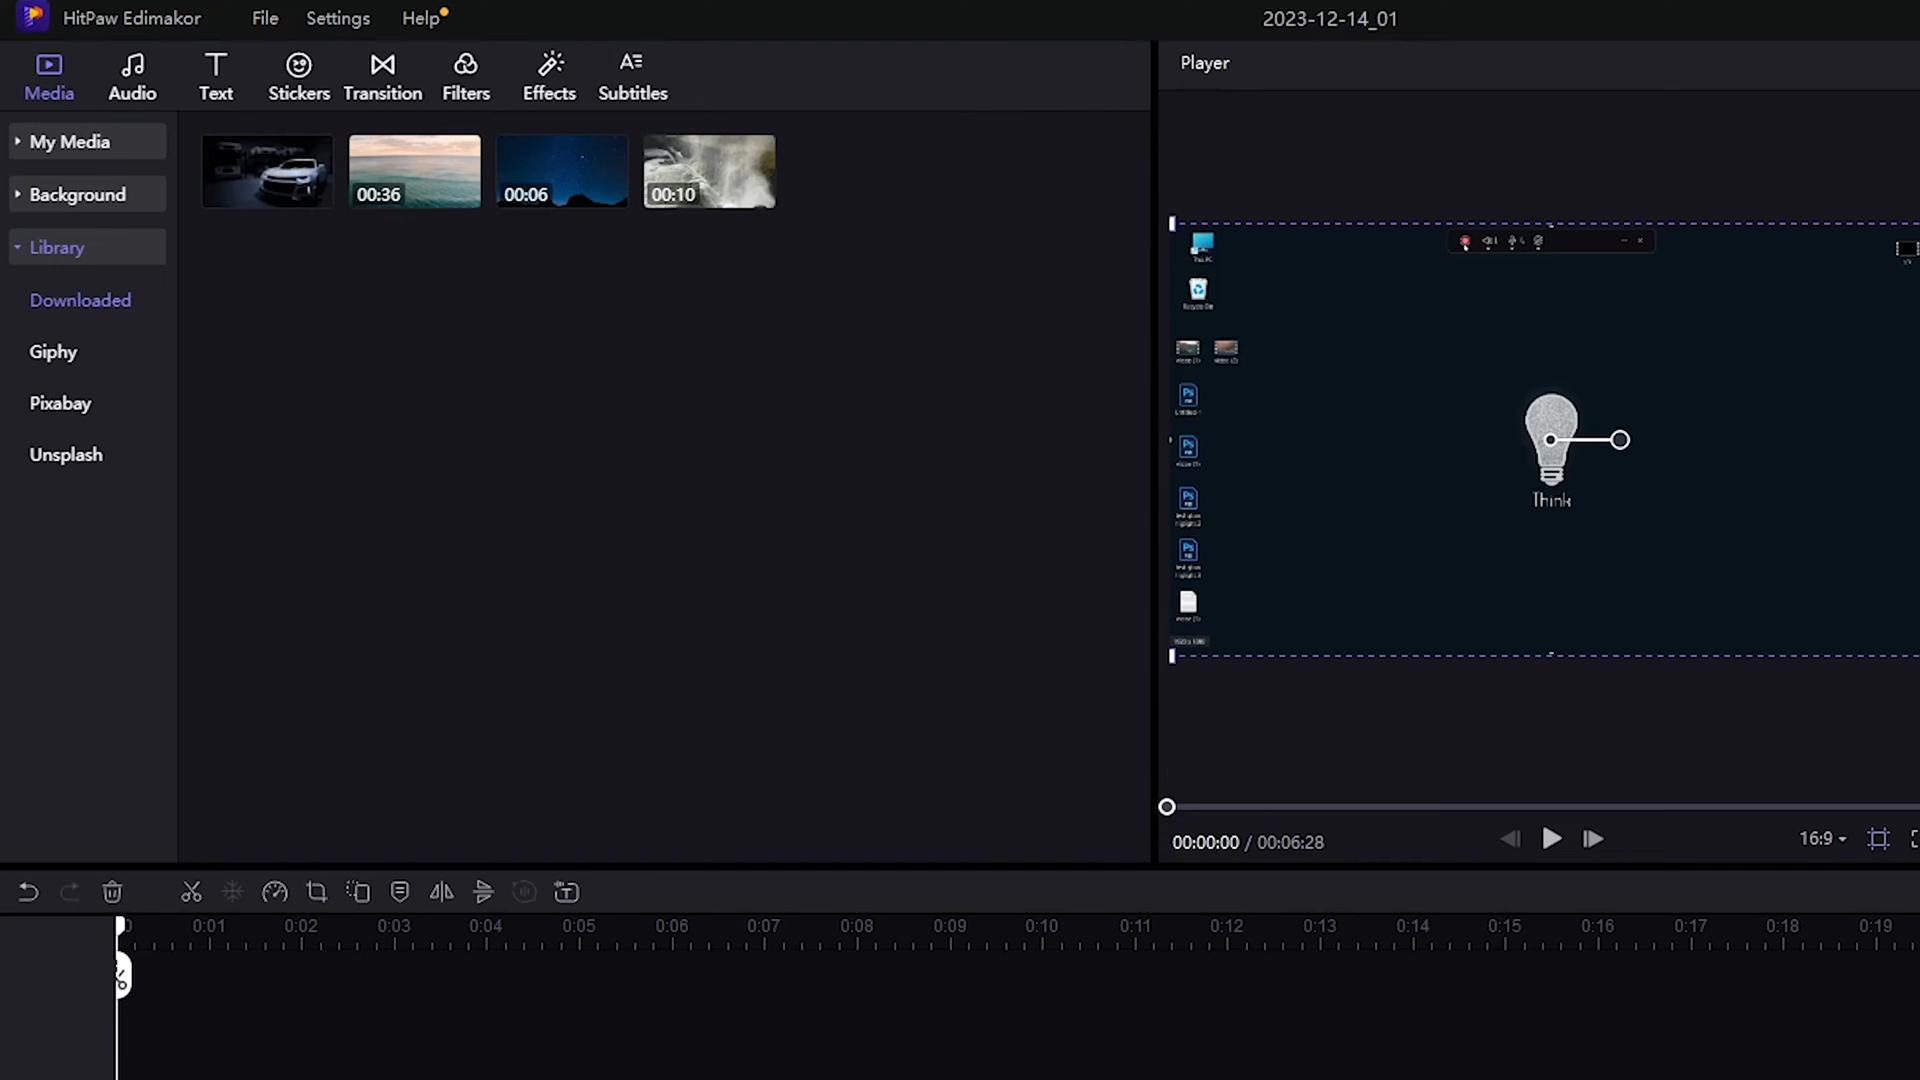 HitPaw Edimakor
File
Settings
Help
2023-12-14_01
Media
Audio
Text
Stickers
Transition
Filters
Effects
Subtitles
Player
My Media
Background
Library
Downloaded
Giphy
Pixabay
Unsplash
00:36
00:06
00:10
This PC
Recycle Bin
Think
00:00:00 / 00:06:28
16:9
0:01
0:02
0:03
0:04
0:05
0:06
0:07
0:08
0:09
0:10
0:11
0:12
0:13
0:14
0:15
0:16
0:17
0:18
0:19